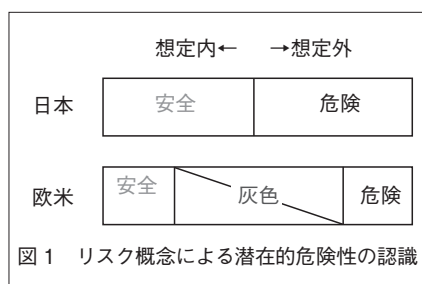 想定内← →想定外
日本 安全 危険
欧米 安全 灰色 危険
図1 リスク概念による潜在的危険性の認識